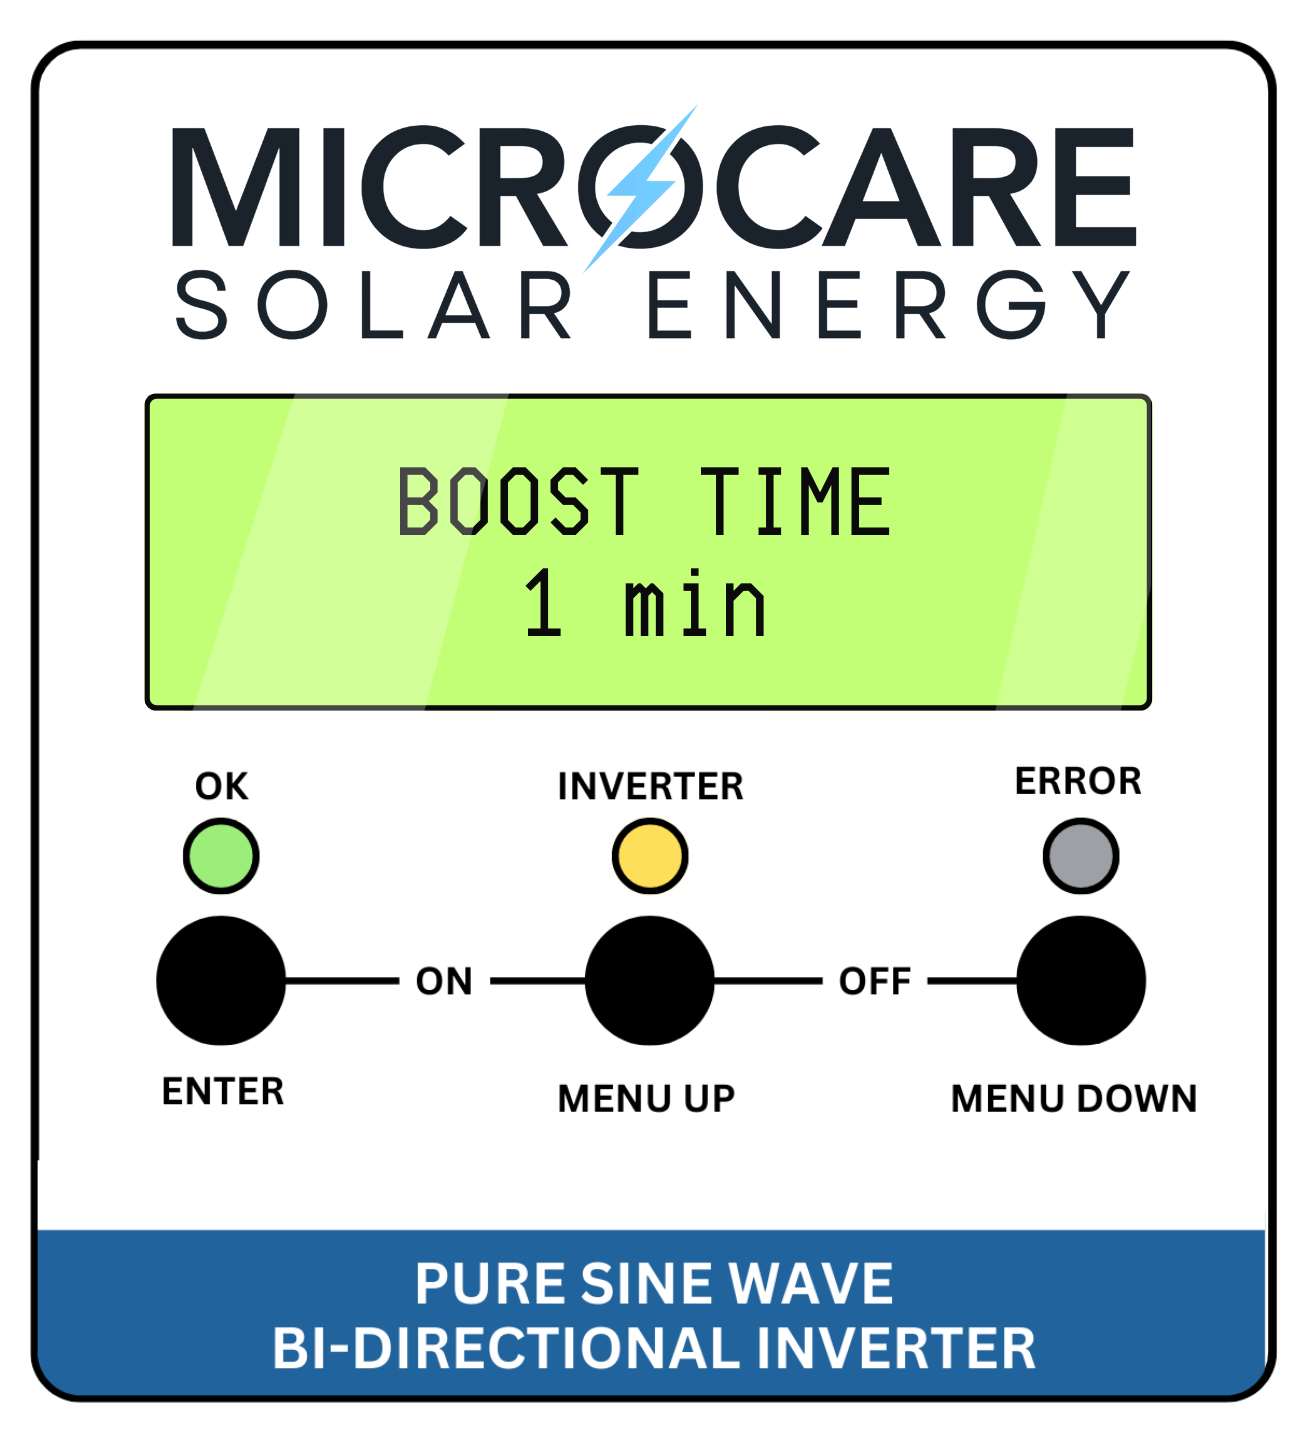 MICROCARE
SOLAR ENERGY
BOOST TIME
1 min
OK INVERTER ERROR
ON OFF
ENTER MENU UP MENU DOWN
PURE SINE WAVE
BI-DIRECTIONAL INVERTER